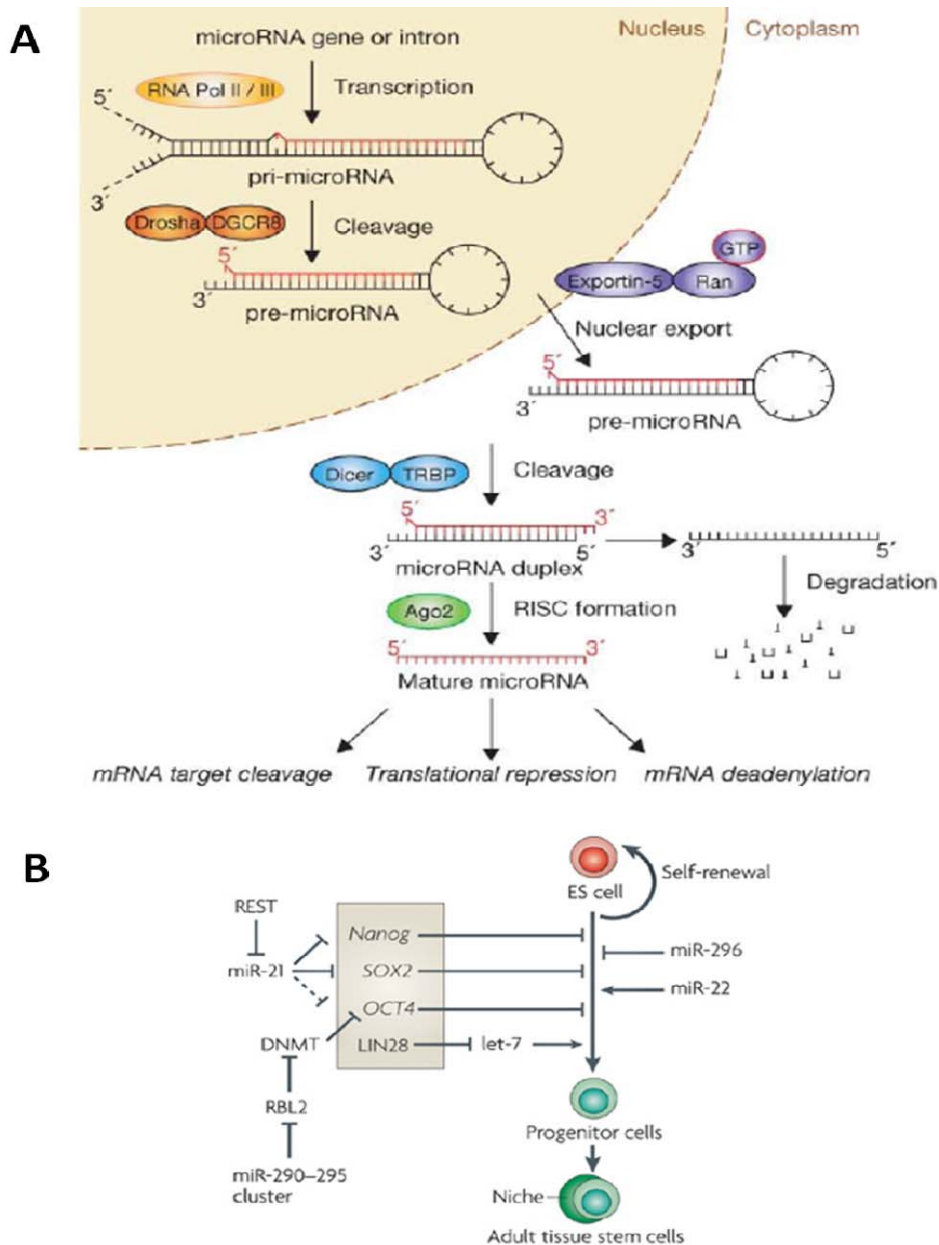 A
Nucleus
Cytoplasm
microRNA gene or intron
RNA Pol II / III
Transcription
5´
3´
pri-microRNA
Drosha
DGCR8
Cleavage
5´
3´
pre-microRNA
GTP
Exportin-5
Ran
Nuclear export
5´
3´
pre-microRNA
Dicer
TRBP
Cleavage
5´
3´
3´
5´
microRNA duplex
3´
5´
Degradation
Ago2
RISC formation
5´
3´
Mature microRNA
mRNA target cleavage
Translational repression
mRNA deadenylation
B
ES cell
Self-renewal
REST
miR-21
Nanog
SOX2
OCT4
LIN28
let-7
miR-296
miR-22
DNMT
RBL2
miR-290–295
cluster
Progenitor cells
Niche
Adult tissue stem cells